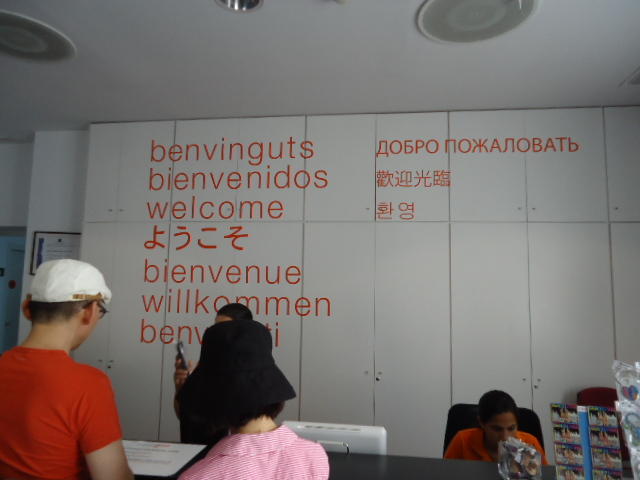 benvinguts
bienvenidos
welcome
ようこそ
bienvenue
willkommen
ДОБРО ПОЖАЛОВАТЬ
歡迎光臨
환영